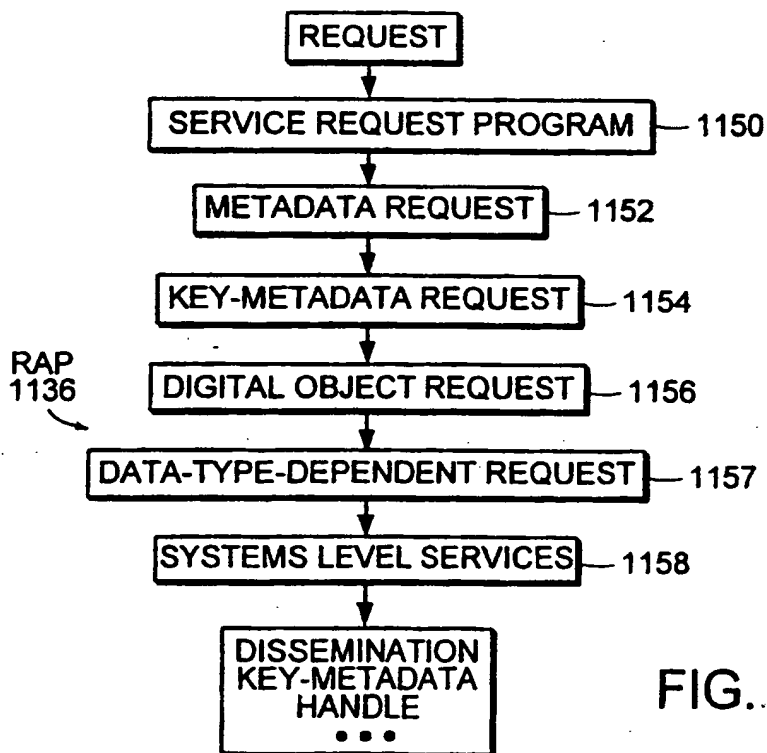 REQUEST
SERVICE REQUEST PROGRAM
1150
METADATA REQUEST
1152
KEY-METADATA REQUEST
1154
RAP
1136
DIGITAL OBJECT REQUEST
1156
DATA-TYPE-DEPENDENT REQUEST
1157
SYSTEMS LEVEL SERVICES
1158
DISSEMINATION
KEY-METADATA
HANDLE
• • •
FIG.